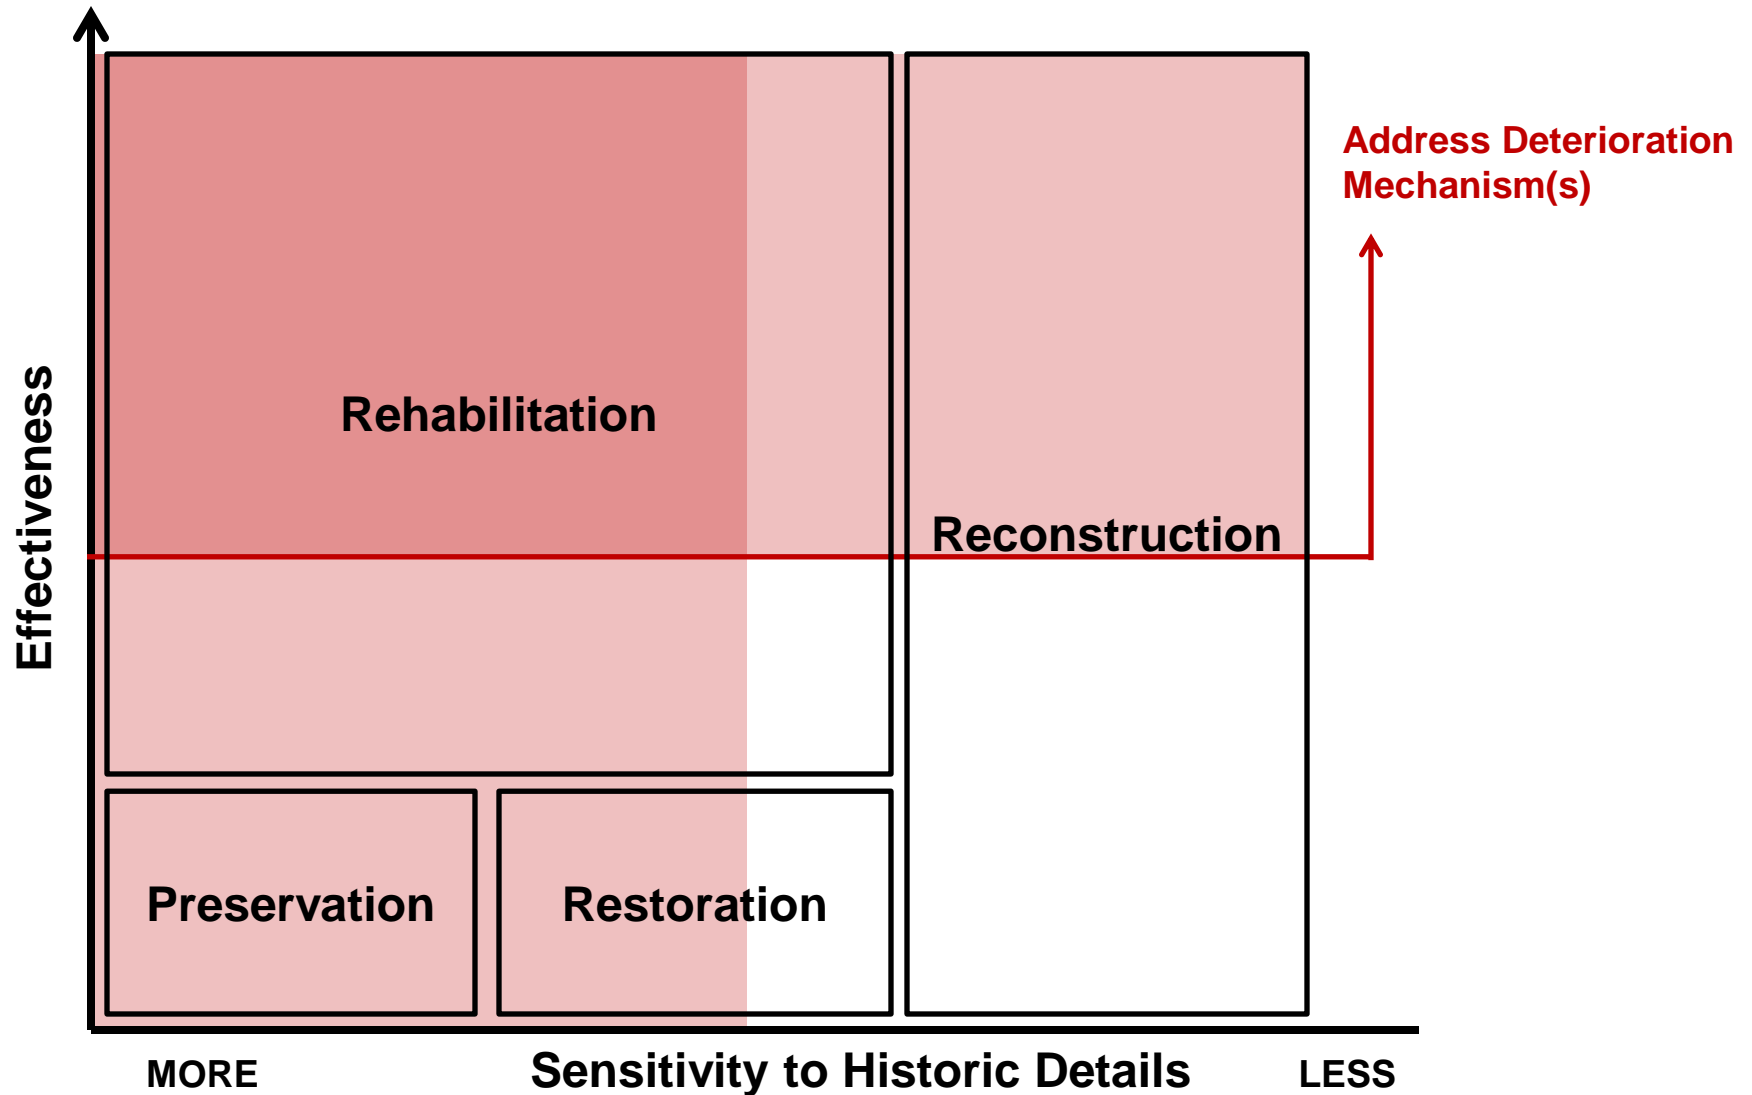 Address Deterioration
Mechanism(s)
Effectiveness
Rehabilitation
Reconstruction
Preservation
Restoration
MORE
Sensitivity to Historic Details
LESS